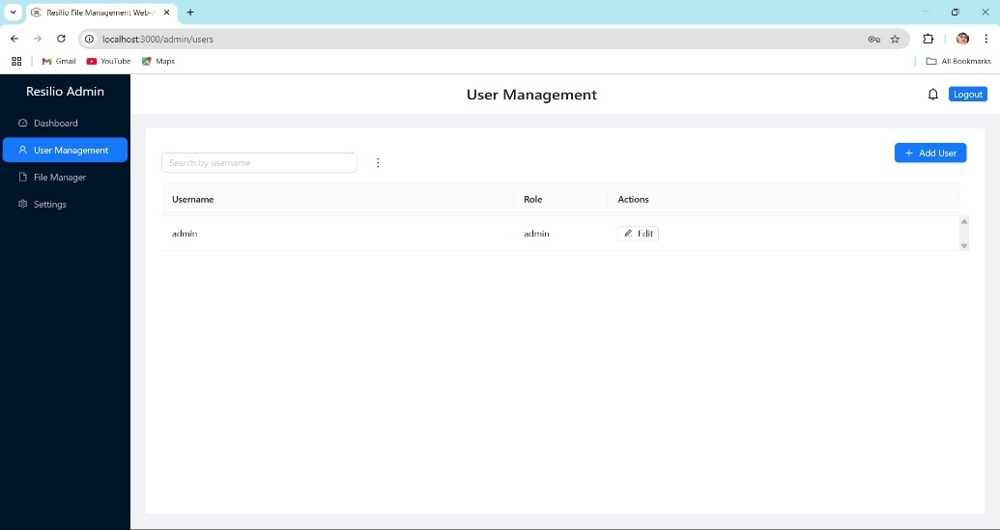 Resilio File Management Web-A
localhost:3000/admin/users
Gmail YouTube Maps All Bookmarks
Resilio Admin
User Management
Logout
Dashboard
User Management
File Manager
Settings
Search by username
+ Add User
Username Role Actions
admin admin Edit